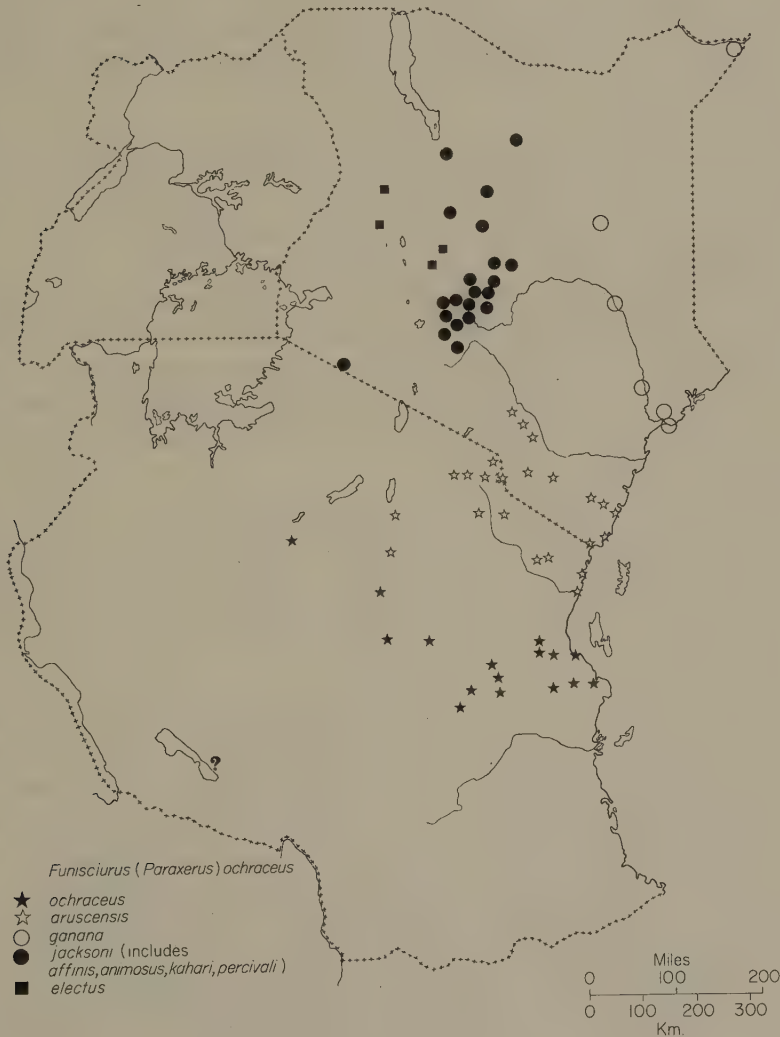 ?
Funisciurus (Paraxerus) ochraceus
ochraceus
aruscensis
ganana
jacksoni (includes
affinis, animosus, kahari, percivali)
electus
Miles
0 100 200
0 100 200 300
Km.